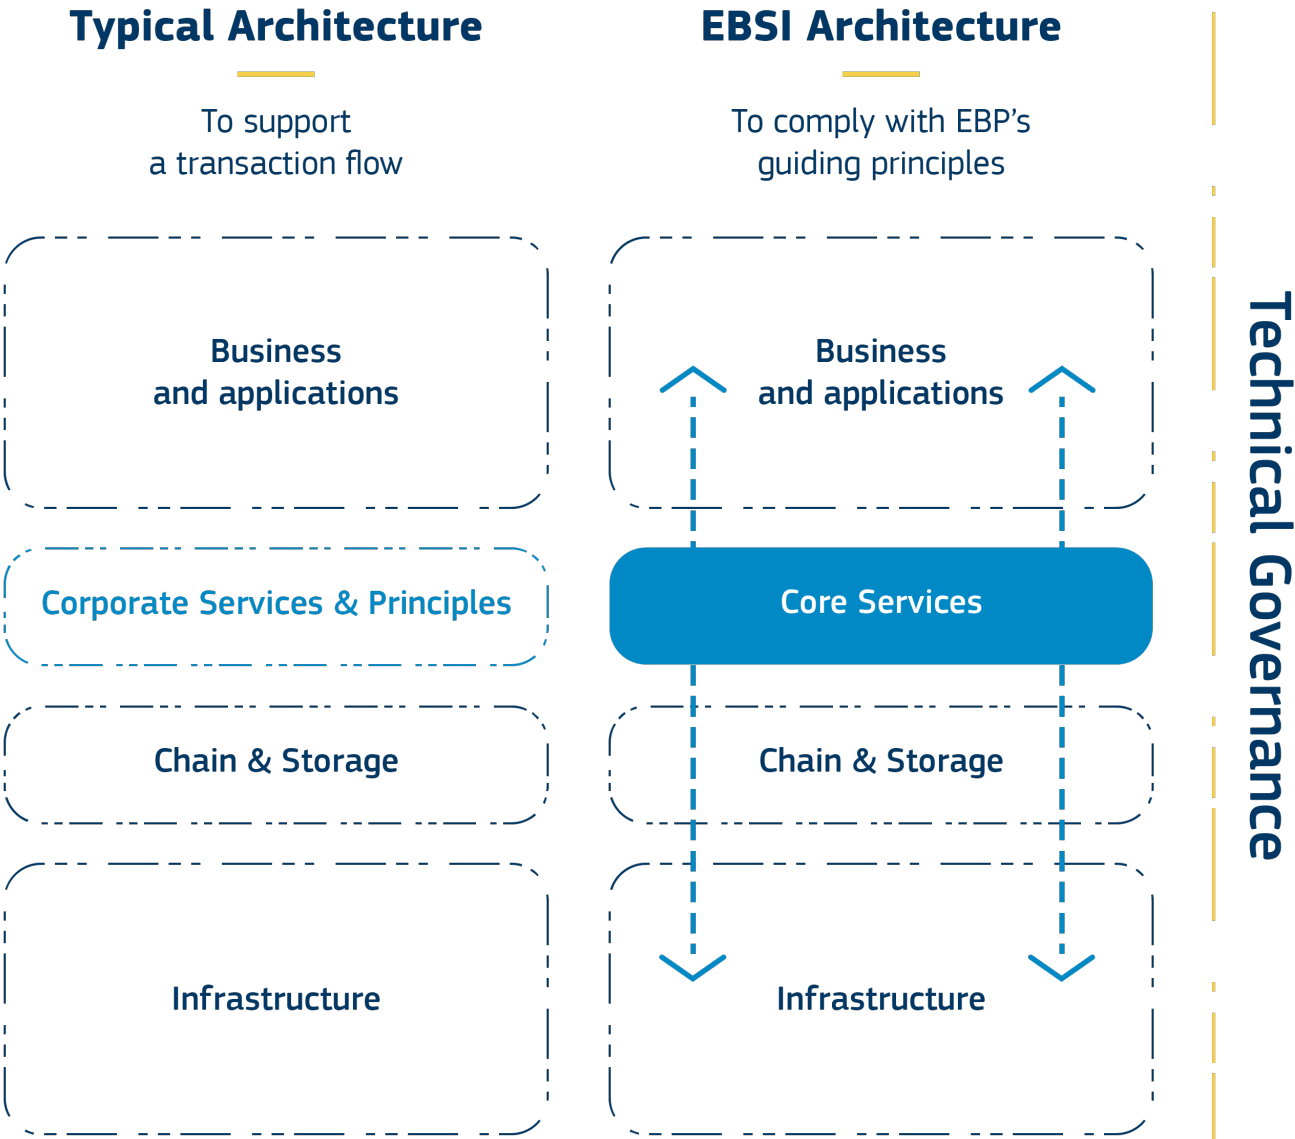 Typical Architecture
To support
a transaction flow
Business
and applications
Corporate Services & Principles
Chain & Storage
Infrastructure
EBSI Architecture
To comply with EBP's
guiding principles
Business
and applications
Core Services
Chain & Storage
Infrastructure
Technical Governance